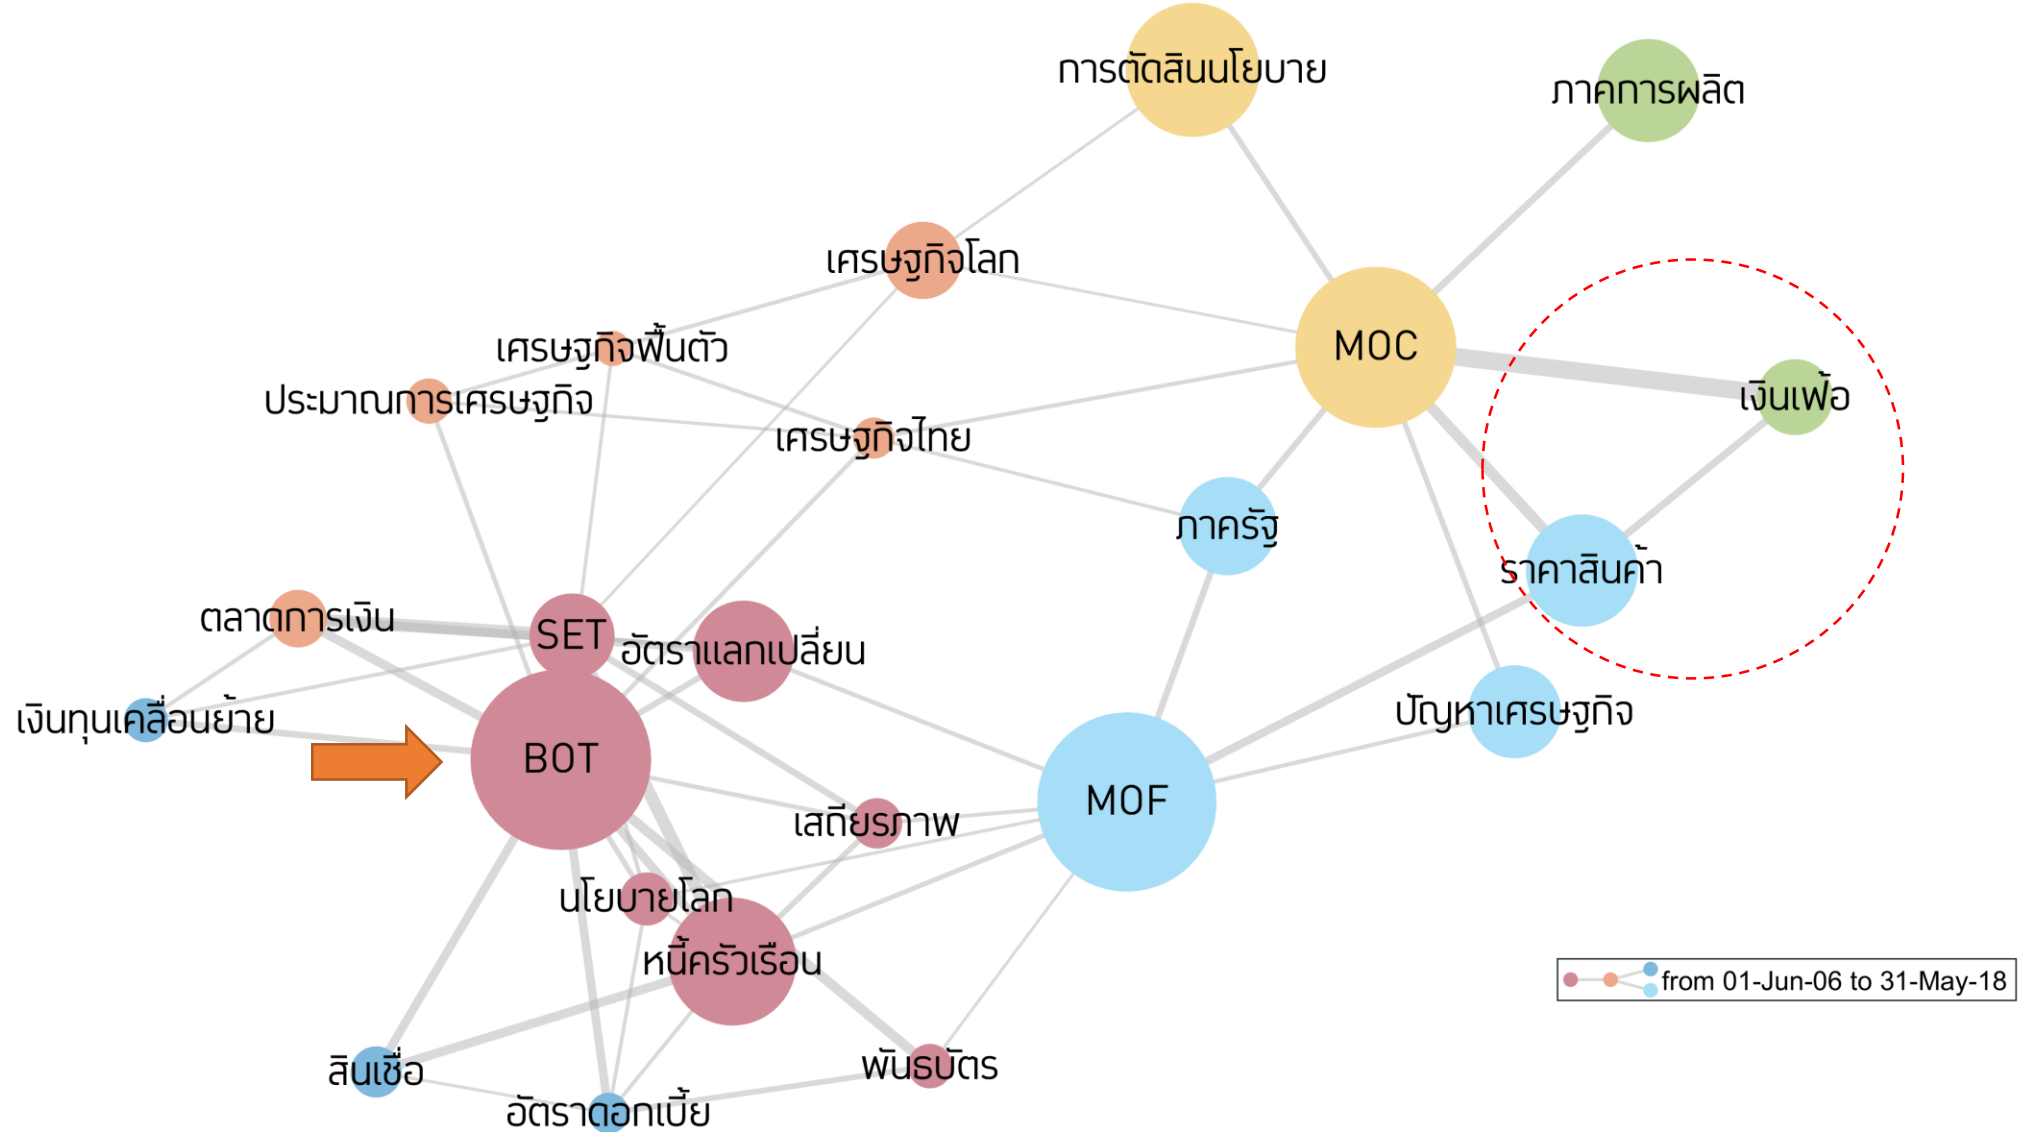 การตัดสินนโยบาย
ภาคการผลิต
เศรษฐกิจโลก
เศรษฐกิจฟื้นตัว
MOC
ประมาณการเศรษฐกิจ
เงินเฟ้อ
เศรษฐกิจไทย
ภาครัฐ
ราคาสินค้า
ตลาดการเงิน
SET
อัตราแลกเปลี่ยน
เงินทุนเคลื่อนย้าย
ปัญหาเศรษฐกิจ
BOT
MOF
เสถียรภาพ
นโยบายโลก
หนี้ครัวเรือน
from 01-Jun-06 to 31-May-18
สินเชื่อ
พันธบัตร
อัตราดอกเบี้ย